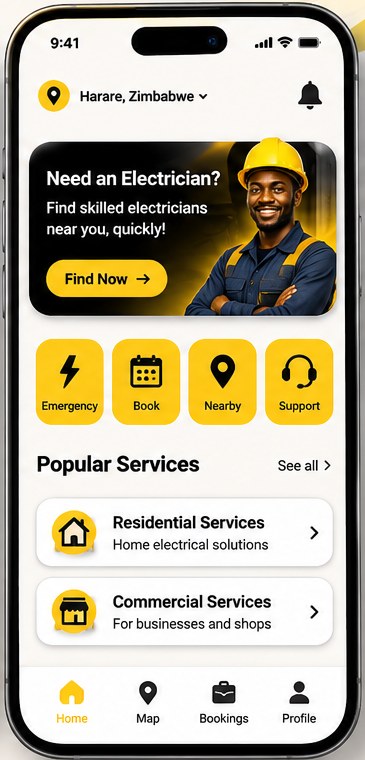 9:41
Harare, Zimbabwe
Need an Electrician?
Find skilled electricians
near you, quickly!
Find Now →
Emergency
Book
Nearby
Support
Popular Services
See all
Residential Services
Home electrical solutions
Commercial Services
For businesses and shops
Home
Map
Bookings
Profile